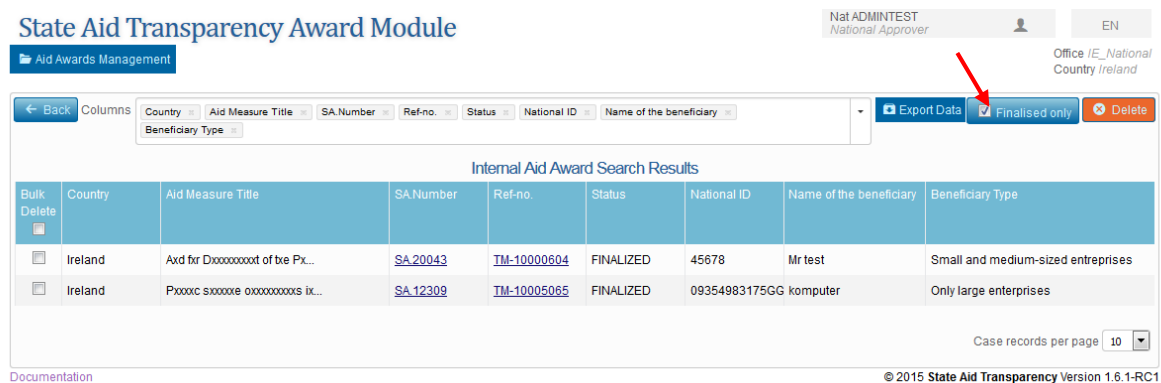 State Aid Transparency Award Module
Nat ADMINTEST
National Approver
EN
Aid Awards Management
Office IE_National
Country Ireland
Back Columns Country Aid Measure Title SA.Number Ref-no. Status National ID Name of the beneficiary
Beneficiary Type
Export Data Finalised only Delete
Internal Aid Award Search Results
Bulk Delete Country Aid Measure Title SA.Number Ref-no. Status National ID Name of the beneficiary Beneficiary Type
Ireland Axd fxr Dxxxxxxxxt of txe Px... SA.20043 TM-10000604 FINALIZED 45678 Mr test Small and medium-sized entreprises
Ireland Pxxxxc sxxxxxe oxxxxxxxxs ix... SA.12309 TM-10005065 FINALIZED 09354983175GG komputer Only large enterprises
Case records per page 10
Documentation
© 2015 State Aid Transparency Version 1.6.1-RC1